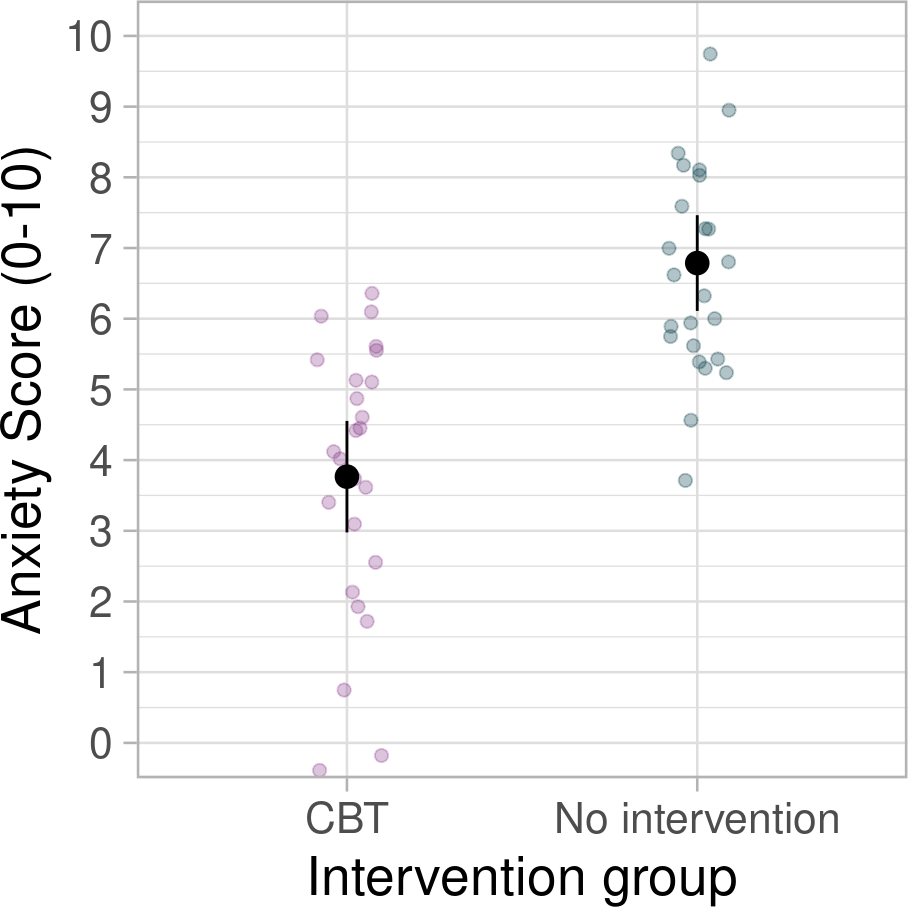 Anxiety Score (0-10)
10
9
8
7
6
5
4
3
2
1
0
CBT
No intervention
Intervention group